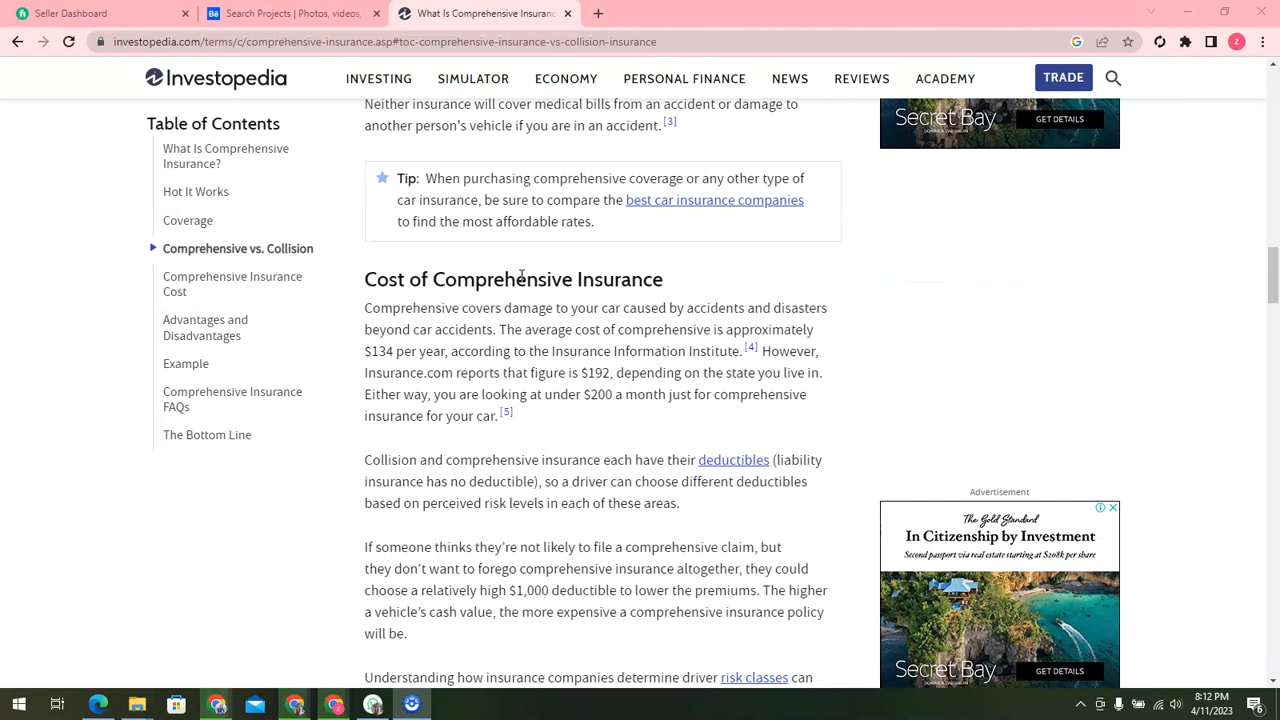 Seller Dashboard
Search Projects | Photos, videos,
What Is Comprehensive Insuranc
investopedia.com/terms/c/comprehensive-insurance.asp#toc-comprehensive-insurance-vs-collision-insurance
z
Investopedia
INVESTING
SIMULATOR
ECONOMY
PERSONAL FINANCE
NEWS
REVIEWS
ACADEMY
TRADE
Table of Contents
What Is Comprehensive
Insurance?
Hot It Works
Coverage
Comprehensive vs. Collision
Comprehensive Insurance
Cost
Advantages and
Disadvantages
Example
Comprehensive Insurance
FAQs
The Bottom Line
Neither insurance will cover medical bills from an accident or damage to
another person's vehicle if you are in an accident. [3]
Tip: When purchasing comprehensive coverage or any other type of
car insurance, be sure to compare the best car insurance companies
to find the most affordable rates.
Cost of Comprehensive Insurance
Comprehensive covers damage to your car caused by accidents and disasters
beyond car accidents. The average cost of comprehensive is approximately
$134 per year, according to the Insurance Information Institute. [4] However,
Insurance.com reports that figure is $192, depending on the state you live in.
Either way, you are looking at under $200 a month just for comprehensive
insurance for your car. [5]
Collision and comprehensive insurance each have their deductibles (liability
insurance has no deductible), so a driver can choose different deductibles
based on perceived risk levels in each of these areas.
If someone thinks they're not likely to file a comprehensive claim, but
they don't want to forego comprehensive insurance altogether, they could
choose a relatively high $1,000 deductible to lower the premiums. The higher
a vehicle's cash value, the more expensive a comprehensive insurance policy
will be.
Understanding how insurance companies determine driver risk classes can
Secret Bay
GET DETAILS
Advertisement
The Gold Standard
In Citizenship by Investment
Second passport via real estate starting at $208k per share
Secret Bay
GET DETAILS
8:12 PM
4/11/2023